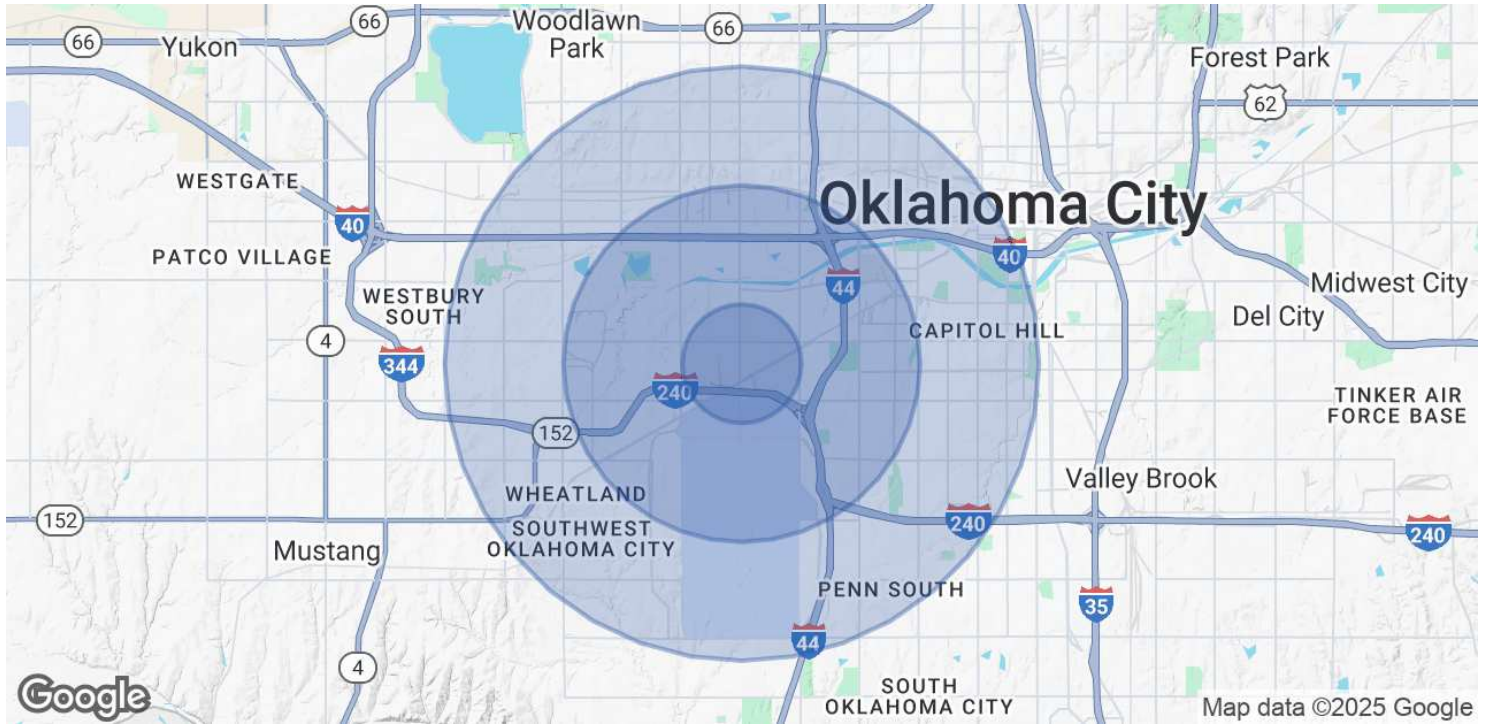 66
Woodlawn
Park
66
66
Yukon
Forest Park
62
WESTGATE
Oklahoma City
40
PATCO VILLAGE
40
44
Midwest City
WESTBURY
SOUTH
Del City
CAPITOL HILL
4
344
240
TINKER AIR
FORCE BASE
152
Valley Brook
WHEATLAND
152
240
240
SOUTHWEST
OKLAHOMA CITY
Mustang
PENN SOUTH
35
44
4
SOUTH
OKLAHOMA CITY
Google
Map data ©2025 Google